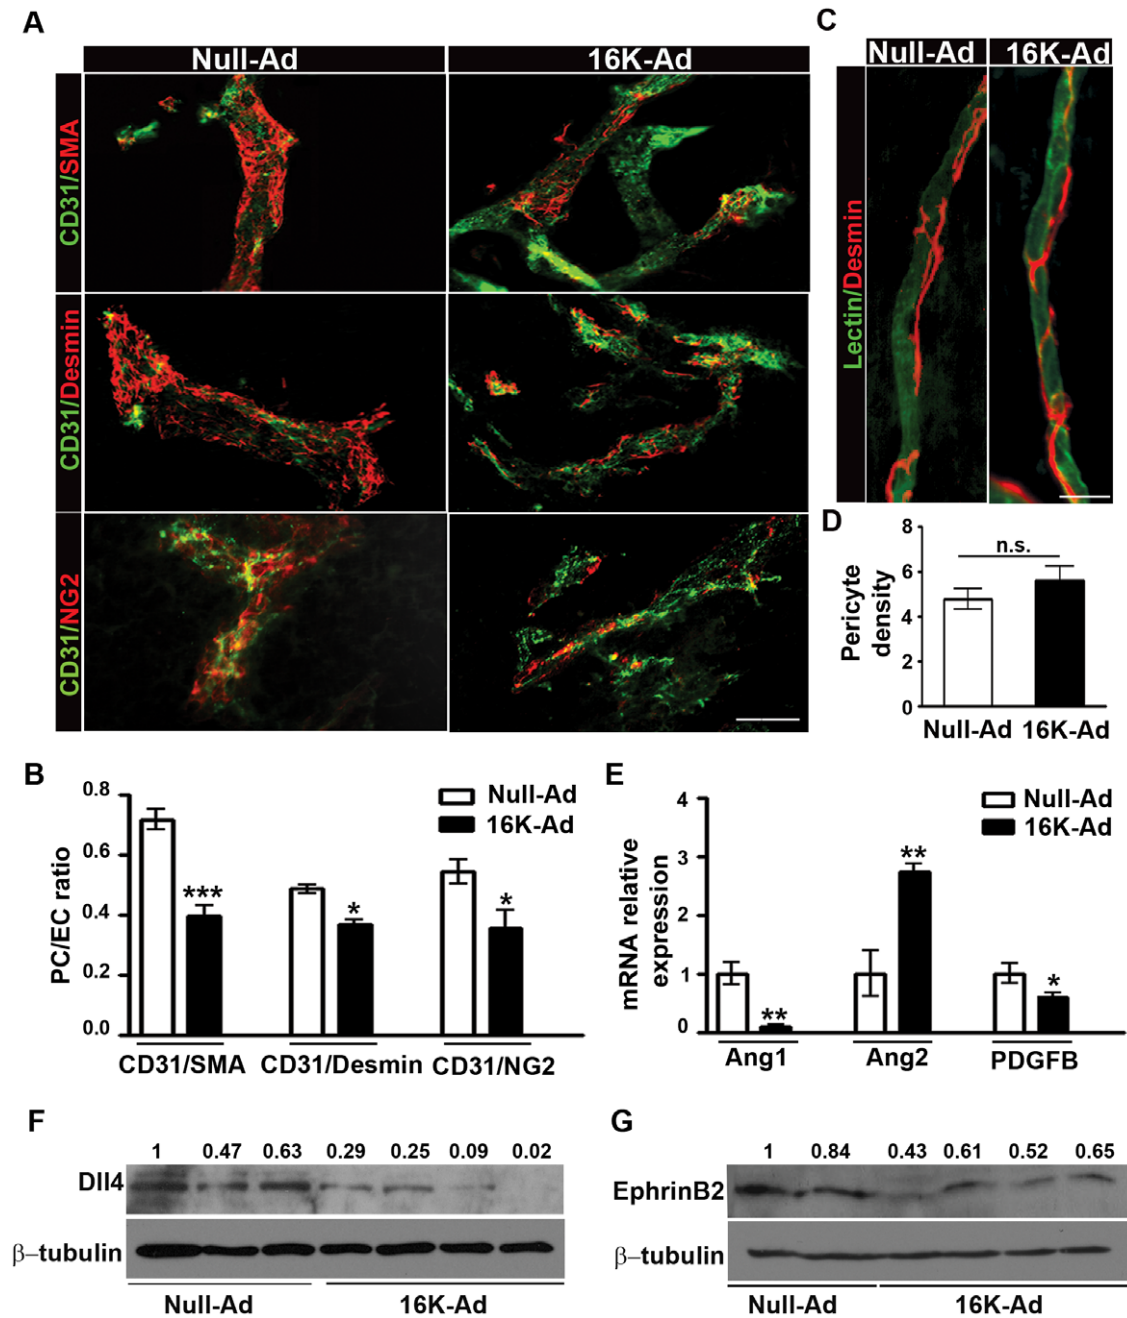 A
Null-Ad
16K-Ad
CD31/SMA
CD31/Desmin
CD31/NG2
C
Null-Ad
16K-Ad
Lectin/Desmin
D
8
6
4
2
0
Pericyte
density
n.s.
Null-Ad 16K-Ad
B
0.8
0.6
0.4
0.2
0.0
PC/EC ratio
Null-Ad
16K-Ad
***
*
*
CD31/SMA CD31/Desmin CD31/NG2
E
4
3
2
1
0
mRNA relative
expression
Null-Ad
16K-Ad
**
**
*
Ang1 Ang2 PDGFB
F
1 0.47 0.63 0.29 0.25 0.09 0.02
Dll4
β–tubulin
Null-Ad 16K-Ad
G
1 0.84 0.43 0.61 0.52 0.65
EphrinB2
β–tubulin
Null-Ad 16K-Ad